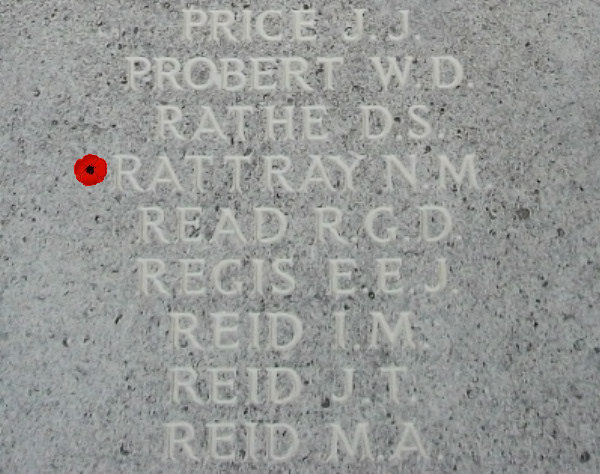 PRICE J. J.
PROBERT W. D.
RATHE D. S.
RATTRAY N. M.
READ R. G. D.
REGIS E. E. J.
REID I. M.
REID J. T.
REID M. A.